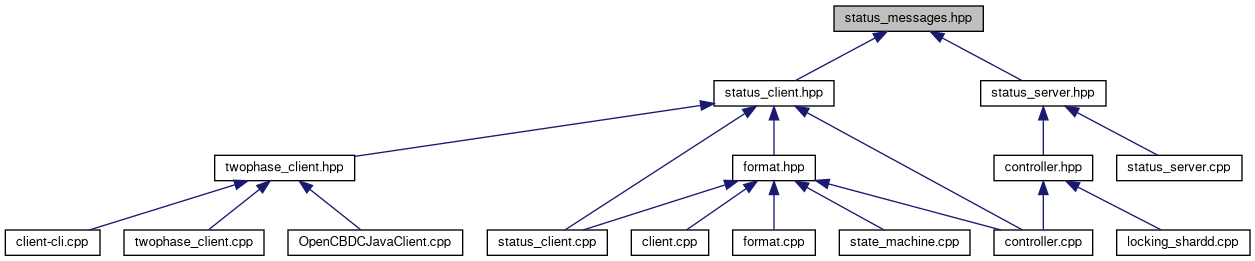 status_messages.hpp
status_client.hpp
status_server.hpp
twophase_client.hpp
format.hpp
controller.hpp
status_server.cpp
client-cli.cpp
twophase_client.cpp
OpenCBDCJavaClient.cpp
status_client.cpp
client.cpp
format.cpp
state_machine.cpp
controller.cpp
locking_shardd.cpp